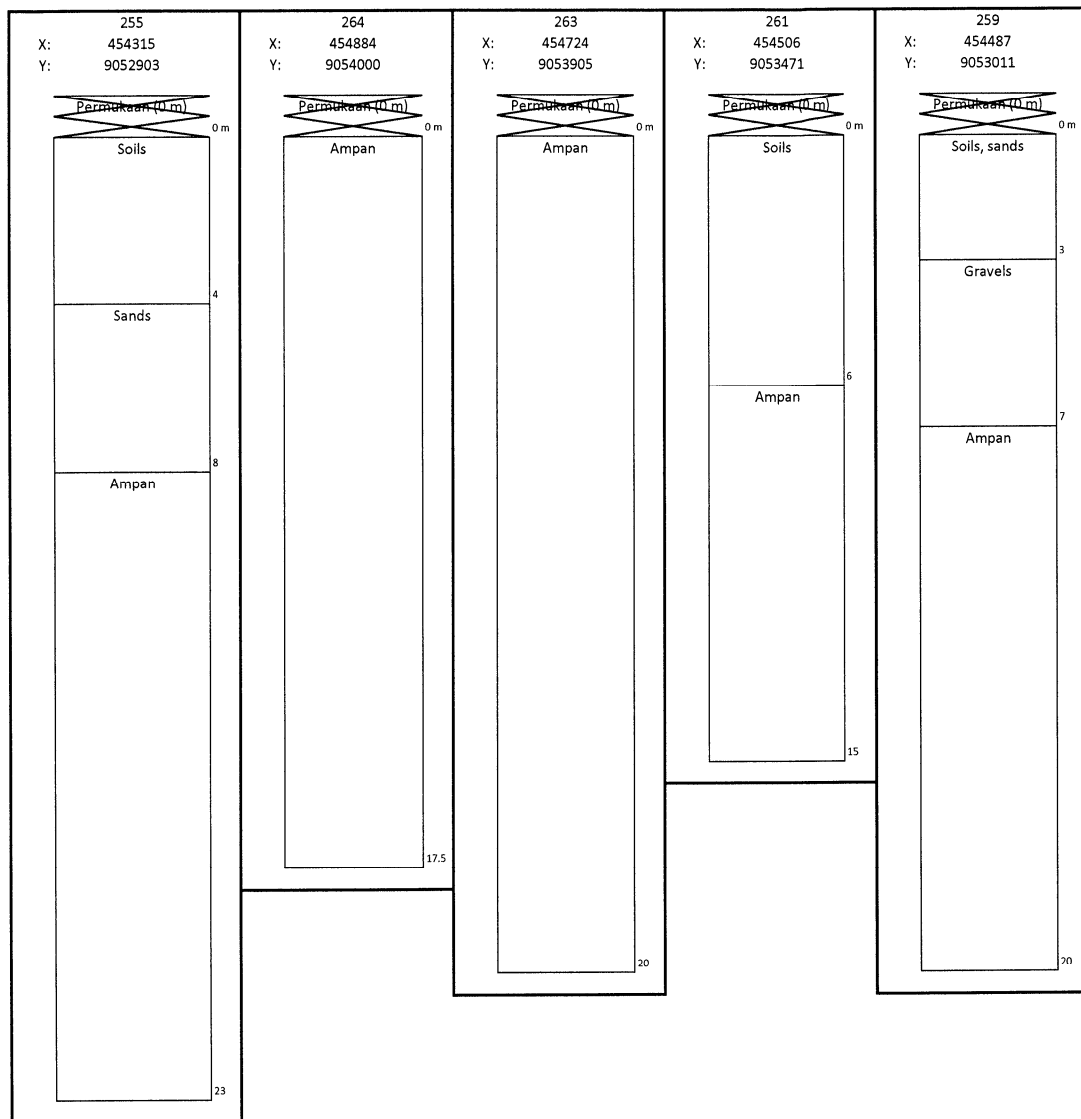 255
X: 454315
Y: 9052903
Permukaan (0 m)
0 m
Soils
4
Sands
8
Ampan
23
264
X: 454884
Y: 9054000
Permukaan (0 m)
0 m
Ampan
17.5
263
X: 454724
Y: 9053905
Permukaan (0 m)
0 m
Ampan
20
261
X: 454506
Y: 9053471
Permukaan (0 m)
0 m
Soils
6
Ampan
15
259
X: 454487
Y: 9053011
Permukaan (0 m)
0 m
Soils, sands
3
Gravels
7
Ampan
20